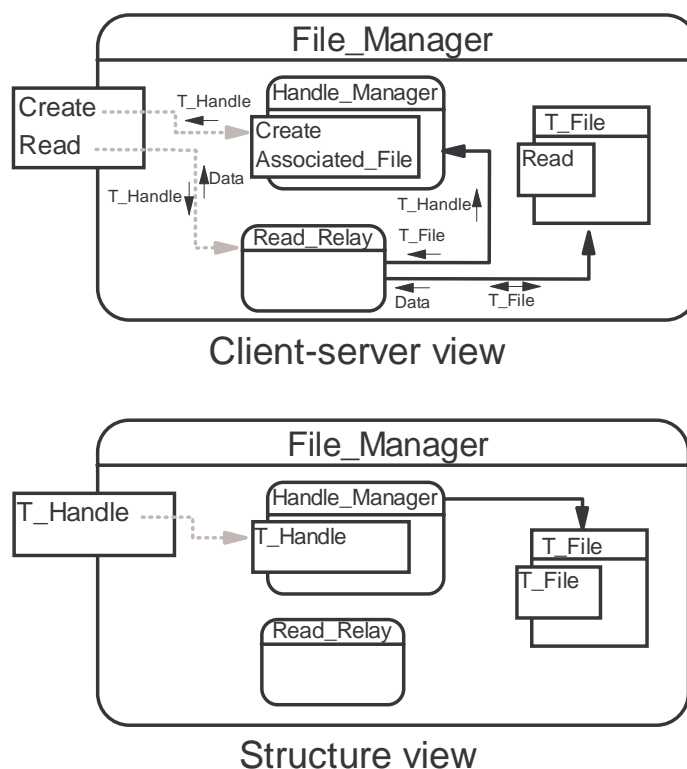 File_Manager
Create
Read
T_Handle
Handle_Manager
Create
Associated_File
T_File
Read
T_Handle
Data
T_Handle
Read_Relay
T_File
Data
T_File
Client-server view
File_Manager
T_Handle
Handle_Manager
T_Handle
T_File
T_File
Read_Relay
Structure view